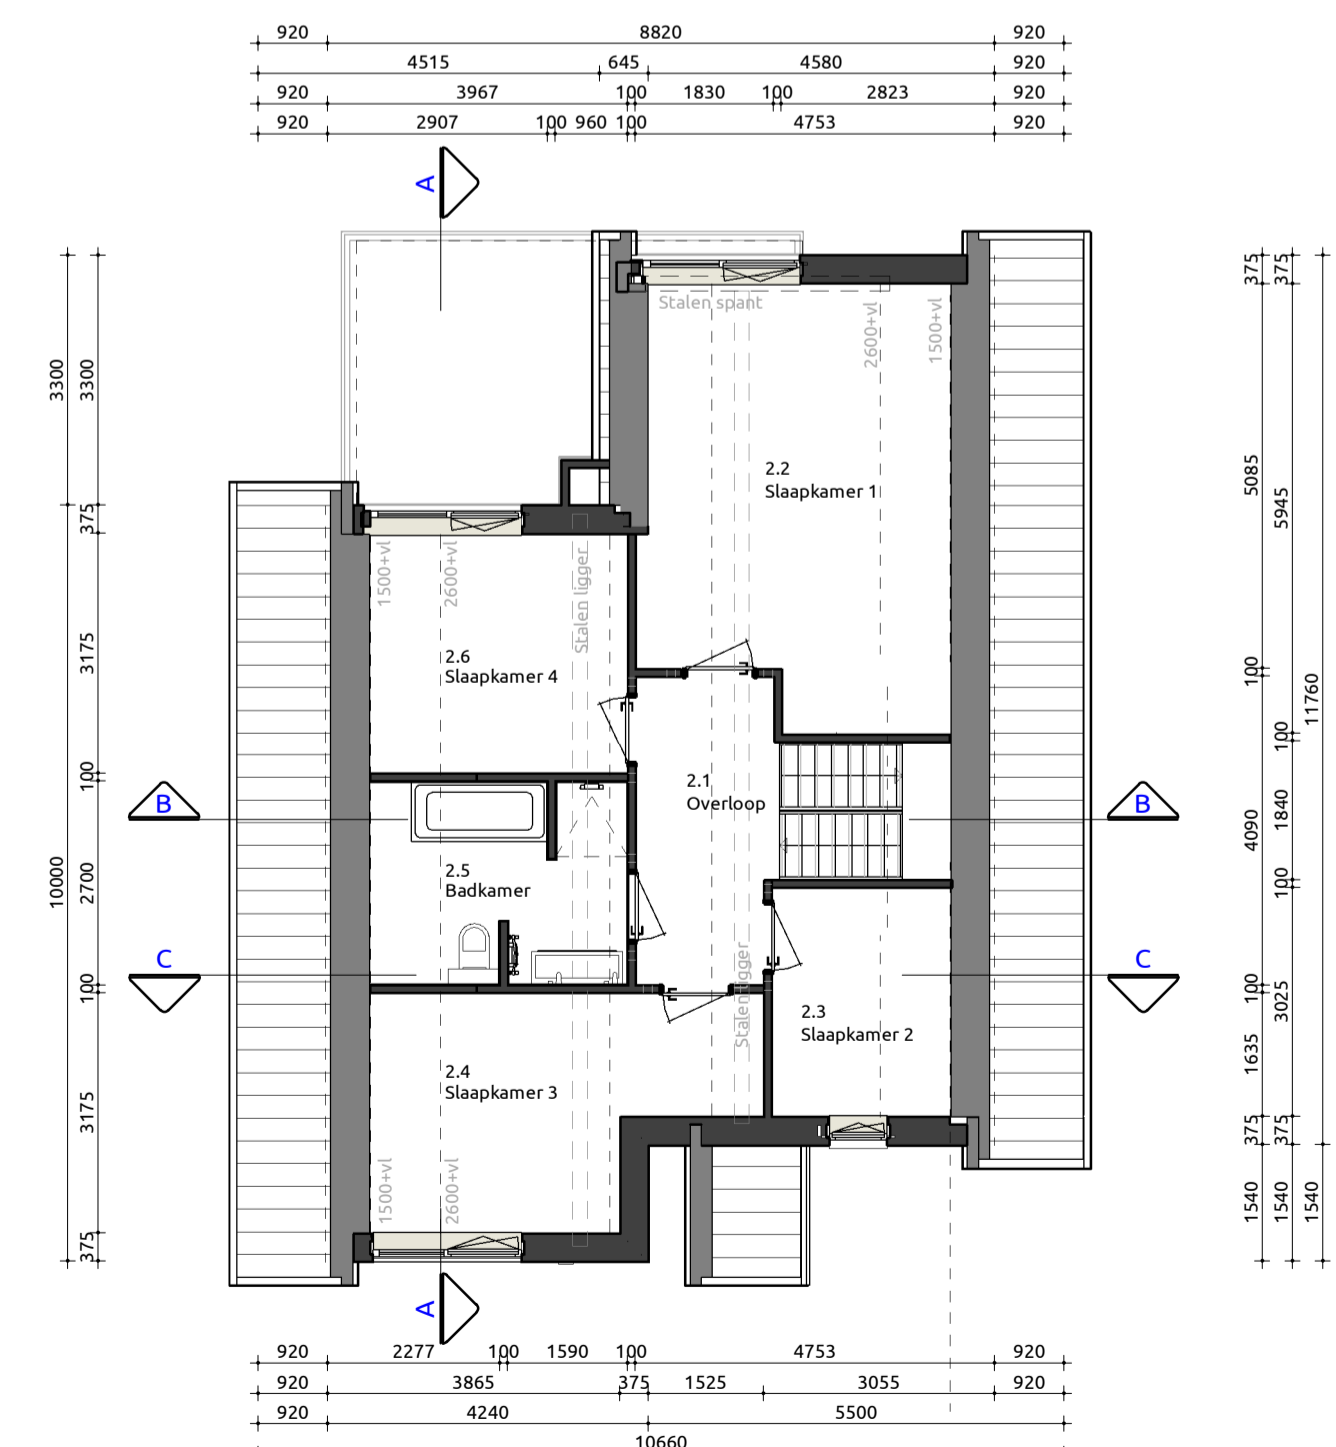 920 8820 920
4515 645 4580 920
920 3967 100 1830 100 2823 920
920 2907 100 960 100 4753 920
A
375 375
Stalen spant
2600+vl 1500+vl
3300 3300
2.2
Slaapkamer 1
5085
5945
375
1500+vl 2600+vl Stalen ligger
3175
2.6
Slaapkamer 4
100
11760
100
100
2.1
Overloop
B B
1840
4090
2.5
Badkamer
10000 2700
100
C C
Stalen ligger
100 100
3025
2.3
Slaapkamer 2
1635
2.4
Slaapkamer 3
3175
375 375
1500+vl 2600+vl
1540 1540 1540
375
A
920 2277 100 1590 100 4753 920
920 3865 375 1525 3055 920
920 4240 5500
10660